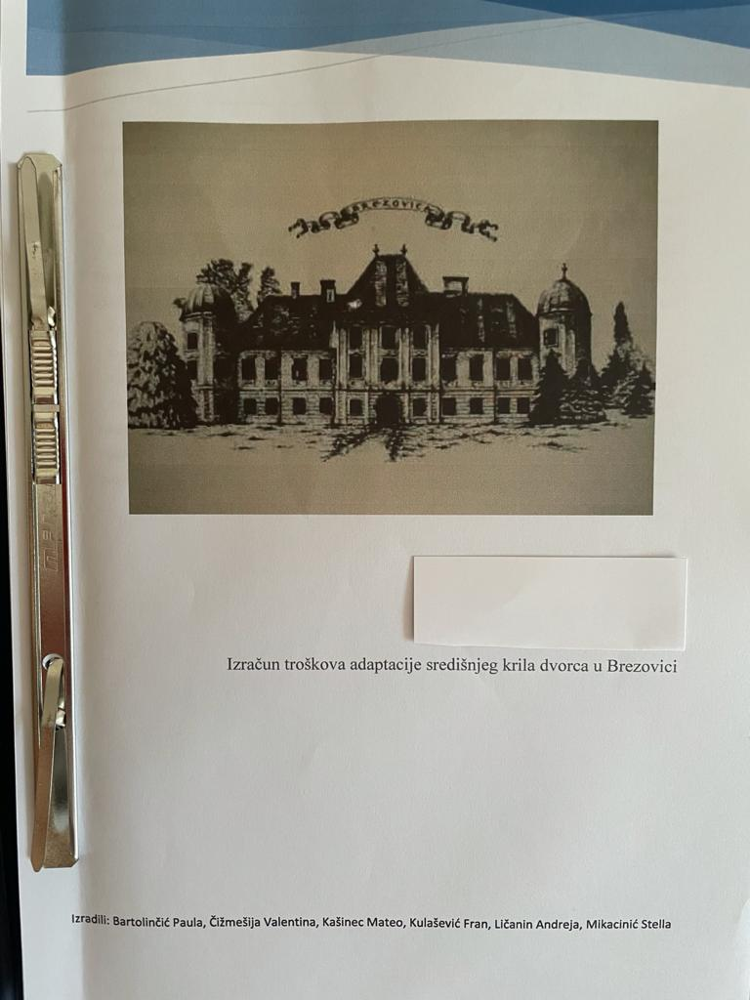 BREZOVICA
Izračun troškova adaptacije središnjeg krila dvorca u Brezovici
Izradili: Bartolinčić Paula, Čižmešija Valentina, Kašinec Mateo, Kulašević Fran, Ličanin Andreja, Mikacinić Stella